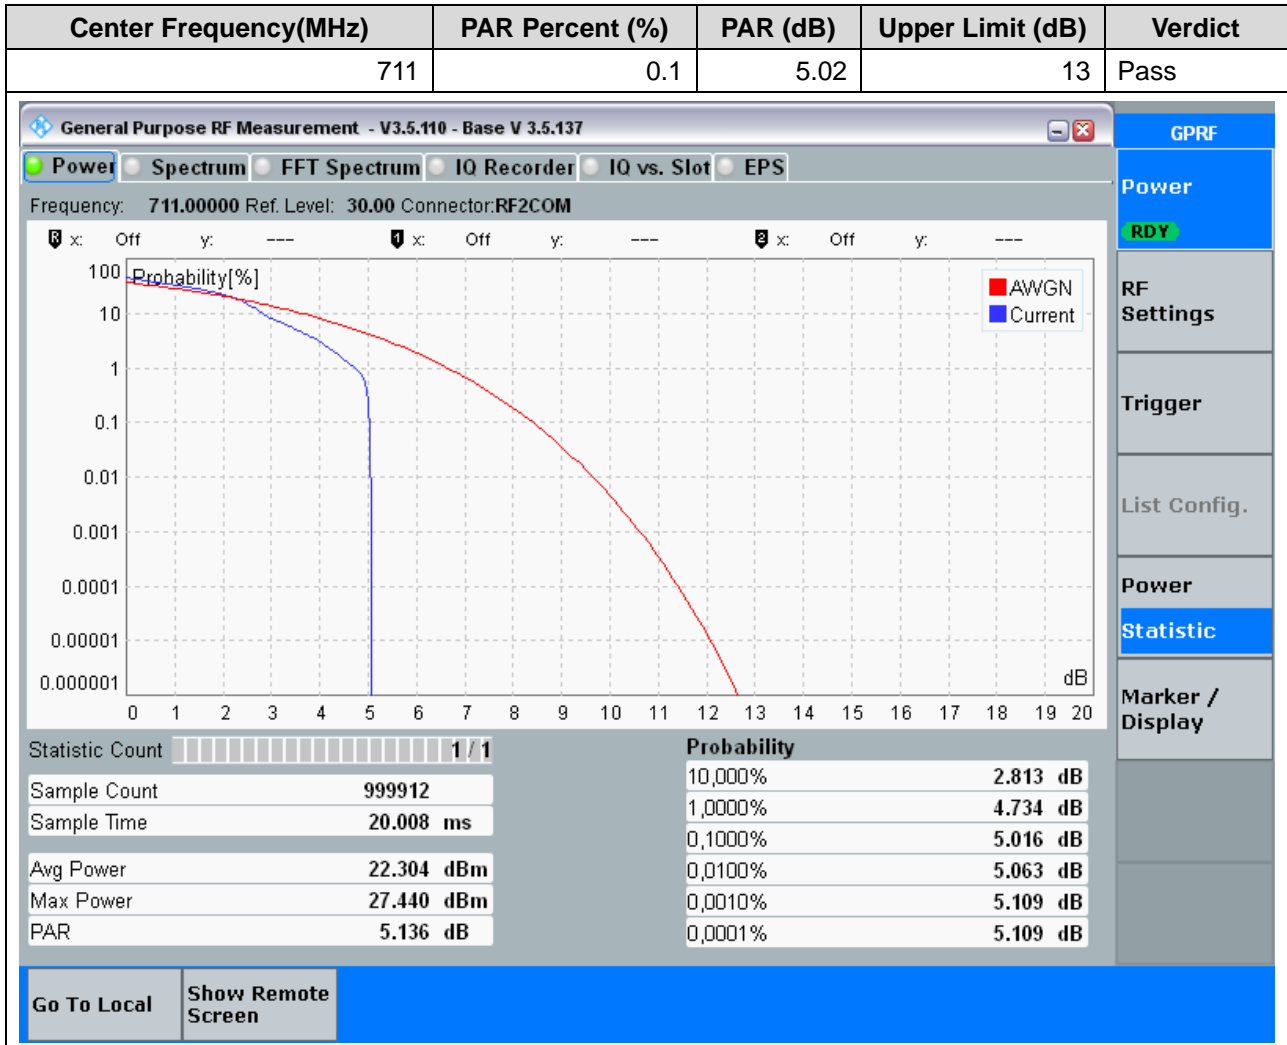 Center Frequency(MHz) PAR Percent (%) PAR (dB) Upper Limit (dB) Verdict
711 0.1 5.02 13 Pass
General Purpose RF Measurement - V3.5.110 - Base V 3.5.137
GPRF
Power Spectrum FFT Spectrum IQ Recorder IQ vs. Slot EPS
Frequency: 711.00000 Ref. Level: 30.00 Connector:RF2COM
R x: Off y: --- 1 x: Off y: --- 2 x: Off y: ---
Probability[%]
100
10
1
0.1
0.01
0.001
0.0001
0.00001
0.000001
AWGN
Current
dB
0 1 2 3 4 5 6 7 8 9 10 11 12 13 14 15 16 17 18 19 20
Statistic Count 1 / 1
Sample Count 999912
Sample Time 20.008 ms
Avg Power 22.304 dBm
Max Power 27.440 dBm
PAR 5.136 dB
Probability
10,000% 2.813 dB
1,0000% 4.734 dB
0,1000% 5.016 dB
0,0100% 5.063 dB
0,0010% 5.109 dB
0,0001% 5.109 dB
Power
RDY
RF
Settings
Trigger
List Config.
Power
Statistic
Marker /
Display
Go To Local
Show Remote
Screen